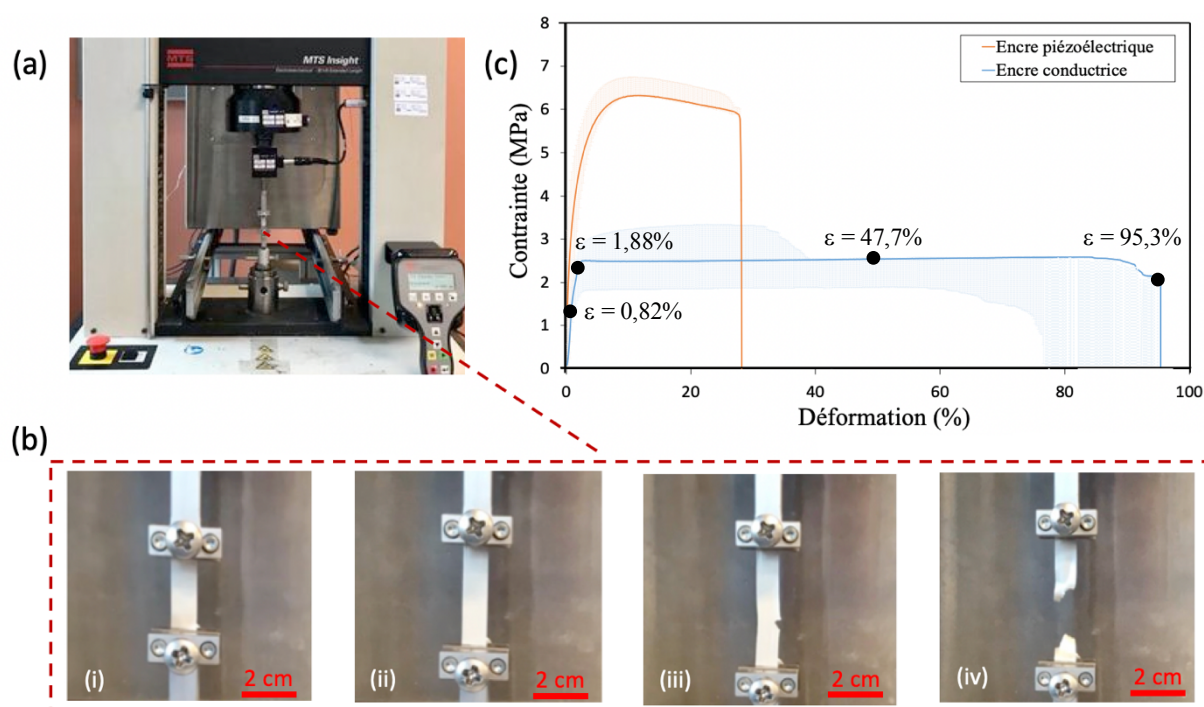 (a)
MTS
MTS Insight
(c)
8
7
6
5
4
3
2
1
0
Contrainte (MPa)
Encre piézoélectrique
Encre conductrice
ε = 1,88%
ε = 47,7%
ε = 95,3%
ε = 0,82%
0 20 40 60 80 100
Déformation (%)
(b)
(i)
2 cm
(ii)
2 cm
(iii)
2 cm
(iv)
2 cm